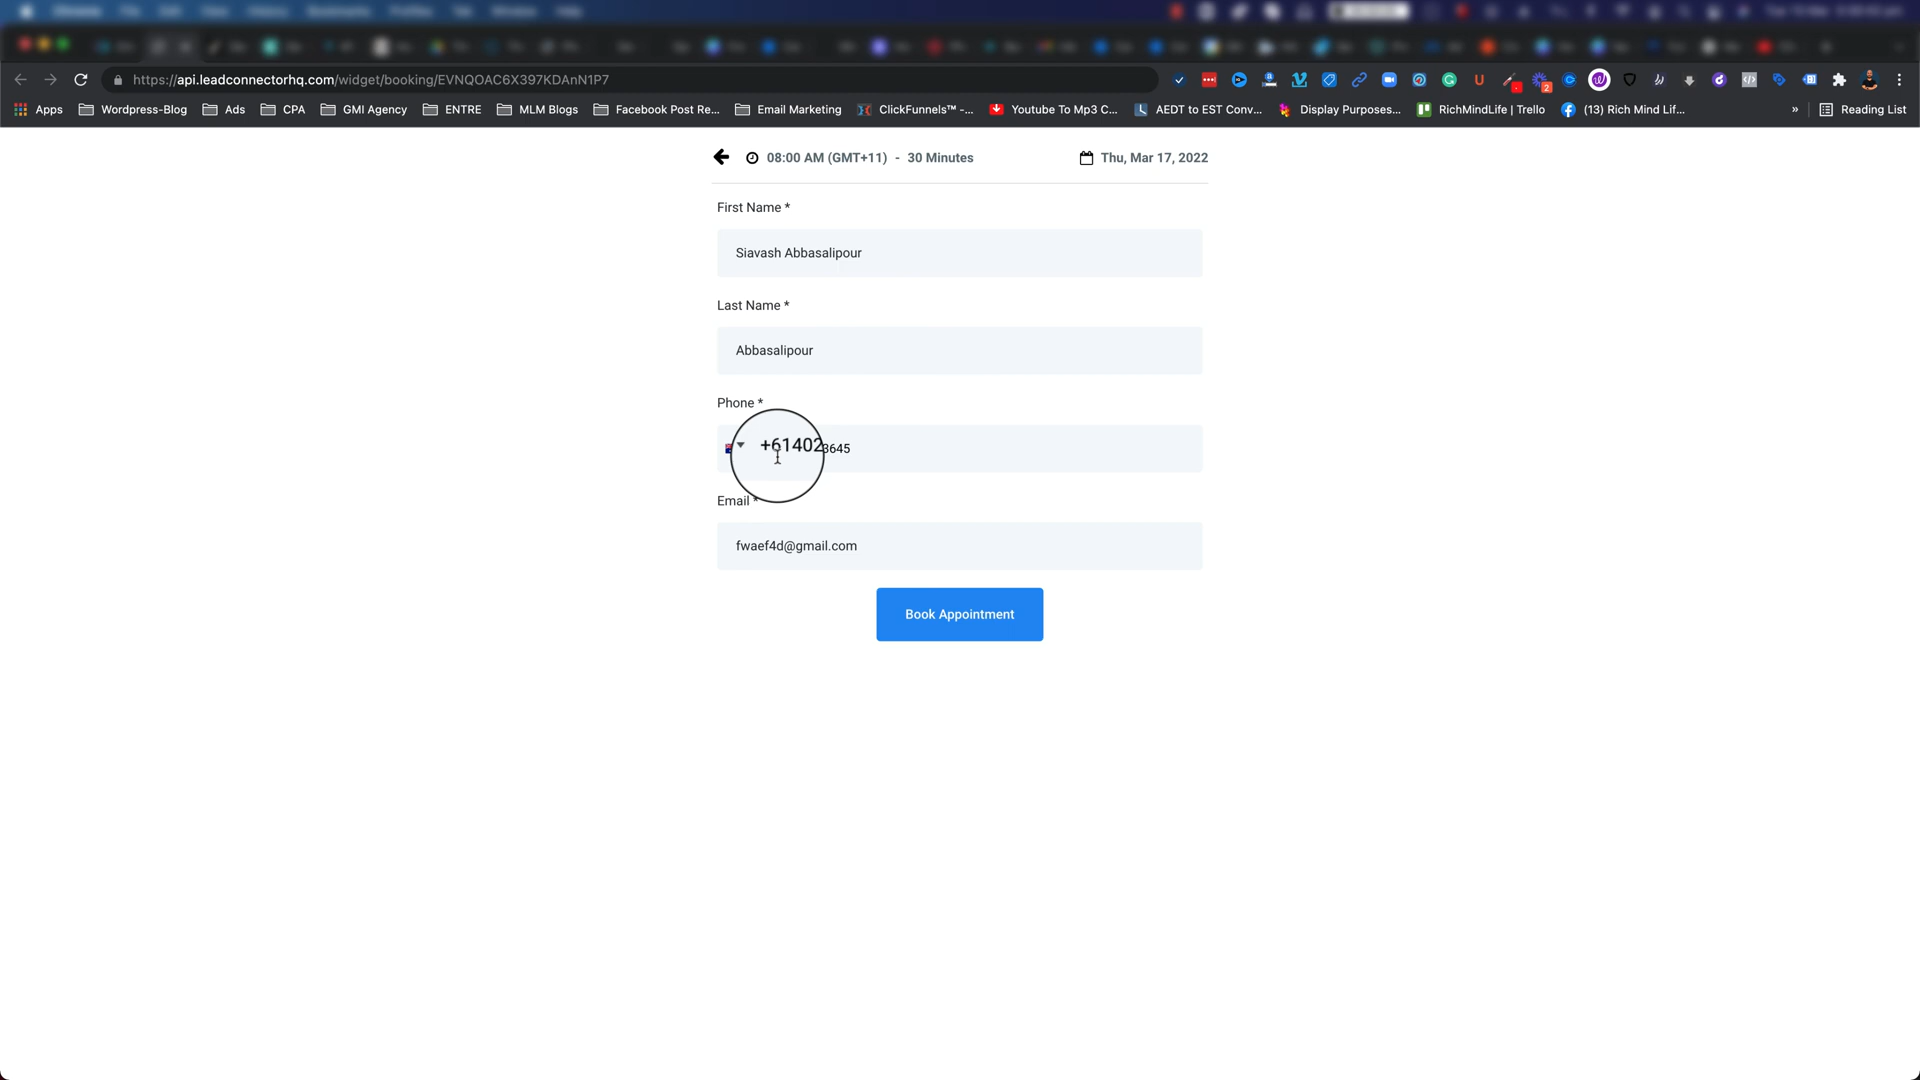 https://api.leadconnectorhq.com/widget/booking/EVNQOAC6X397KDAnN1P7
Apps Wordpress-Blog Ads CPA GMI Agency ENTRE MLM Blogs Facebook Post Re... Email Marketing ClickFunnels™ -... Youtube To Mp3 C... AEDT to EST Conv... Display Purposes... RichMindLife | Trello (13) Rich Mind Lif... » Reading List
08:00 AM (GMT+11) - 30 Minutes Thu, Mar 17, 2022
First Name *
Siavash Abbasalipour
Last Name *
Abbasalipour
Phone *
+614023645
Email *
fwaef4d@gmail.com
Book Appointment